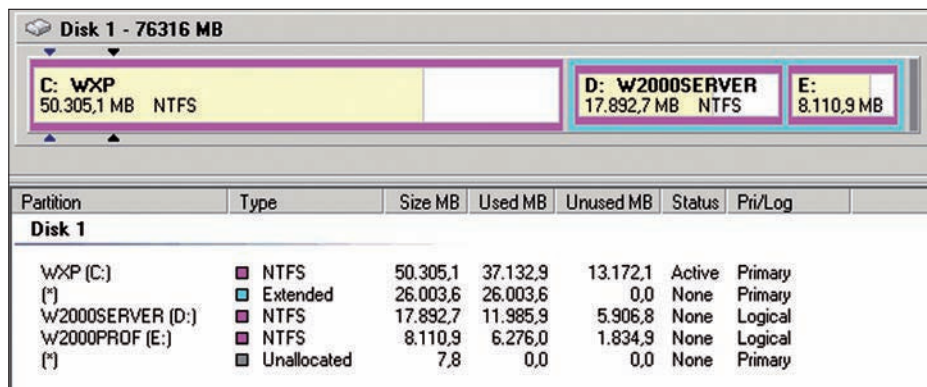 Disk 1 - 76316 MB
C: WXP
50.305,1 MB NTFS
D: W2000SERVER
17.892,7 MB NTFS
E:
8.110,9 MB
Partition Type Size MB Used MB Unused MB Status Pri/Log
Disk 1
WXP (C:) NTFS 50.305,1 37.132,9 13.172,1 Active Primary
(*) Extended 26.003,6 26.003,6 0,0 None Primary
W2000SERVER (D:) NTFS 17.892,7 11.985,9 5.906,8 None Logical
W2000PROF (E:) NTFS 8.110,9 6.276,0 1.834,9 None Logical
(*) Unallocated 7,8 0,0 0,0 None Primary